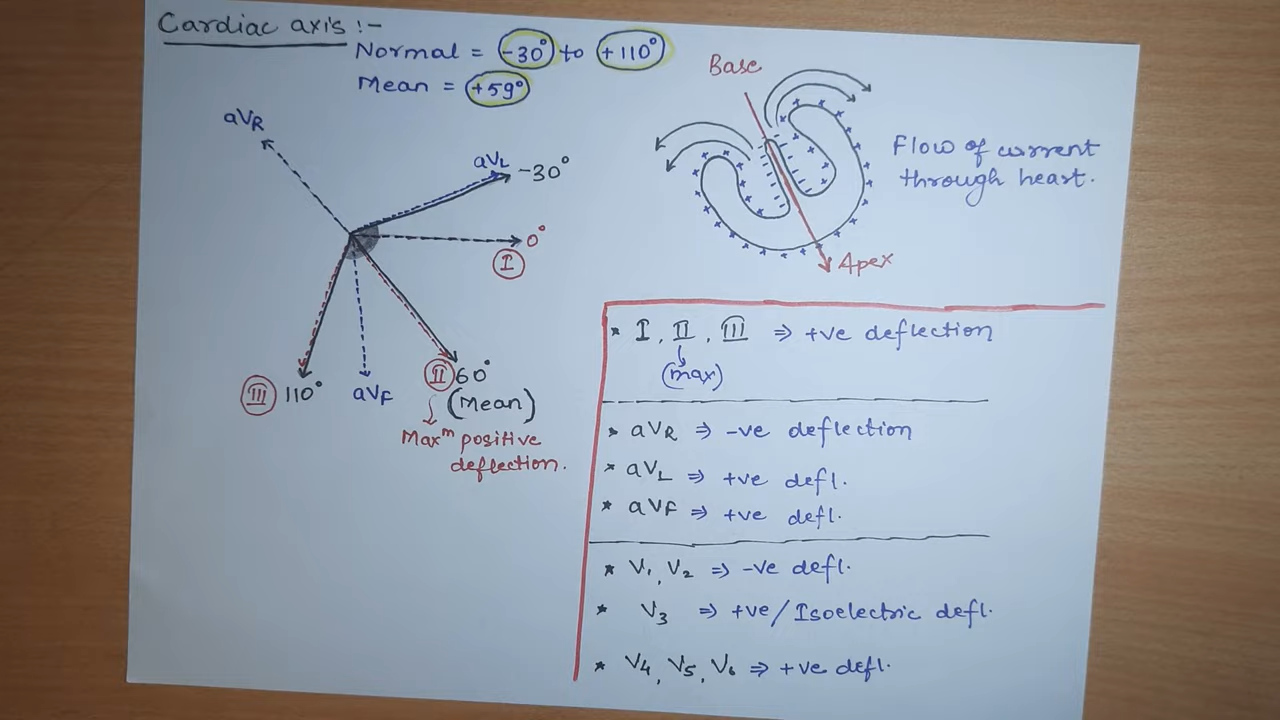 Cardiac axis :-
Normal = -30° to +110°
Mean = +59°
aVR
aVL -30°
0°
I
III 110°
aVF
II 60°
(Mean)
Maxᵐ positive
deflection.
Base
Apex
Flow of current
through heart.
* I, II, III ⇒ +ve deflection
(max)
* aVR ⇒ -ve deflection
* aVL ⇒ +ve defl.
* aVF ⇒ +ve defl.
* V₁, V₂ ⇒ -ve defl.
* V₃ ⇒ +ve/Isoelectric defl.
* V₄, V₅, V₆ ⇒ +ve defl.